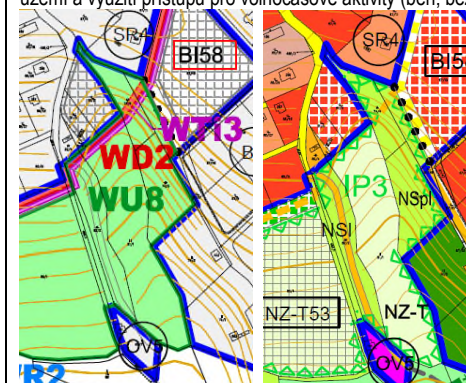 území a využití přístupu pro volnočasové aktivity (běh, be
SR4
BI58
WTi3
WD2
WU8
B
OV5
R2
SR4
BI5
IP3
NSpl
NSl
NZ-T53
NZ-T
OV5